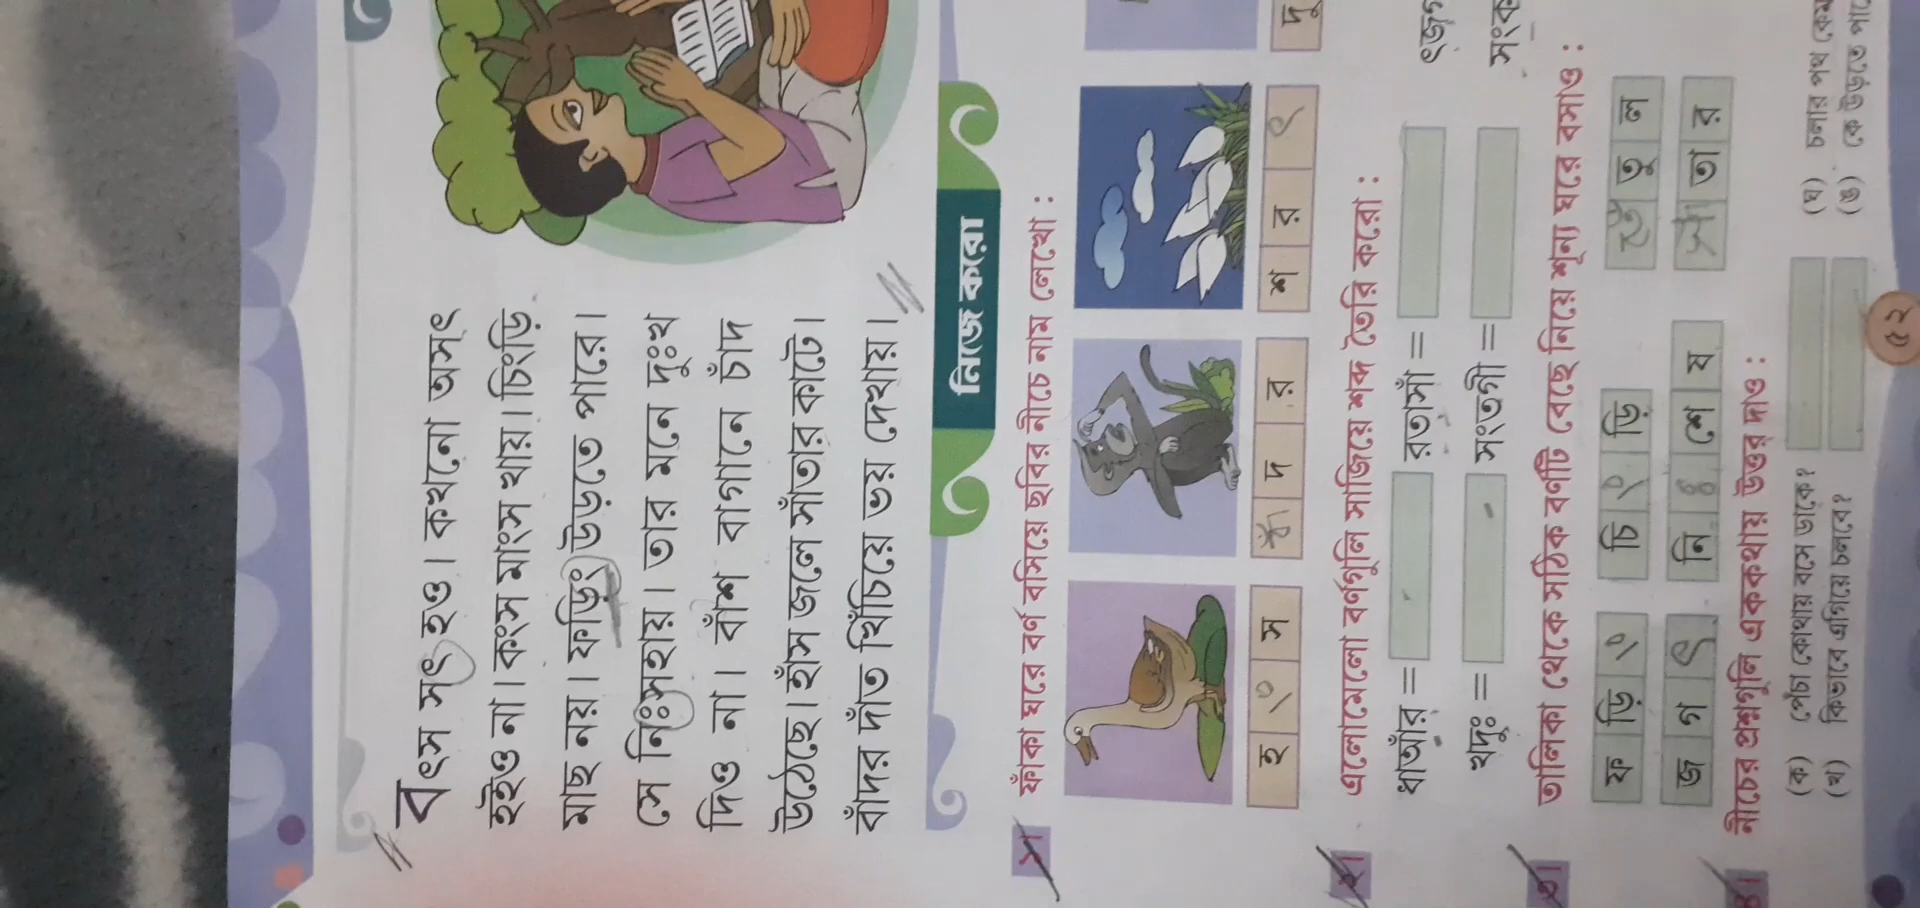 বৎস সৎ হও। কখনো অসৎ
হইও না। কংস মাংস খায়। চিংড়ি
মাছ নয়। ফড়িং উড়তে পারে।
সে নিঃসহায়। তার মনে দুঃখ
দিও না। বাঁশ বাগানে চাঁদ
উঠেছে। হাঁস জলে সাঁতার কাটে।
বাঁদর দাঁত খিঁচিয়ে ভয় দেখায়।
নিজে করো
১। ফাঁকা ঘরে বর্ণ বসিয়ে ছবির নীচে নাম লেখো :
হ ং স বাঁ দ র শ র ৎ দু
২। এলোমেলো বর্ণগুলি সাজিয়ে শব্দ তৈরি করো :
ধাআঁর = রতাসাঁ =
খদুঃ = সংতগী =
৩। তালিকা থেকে সঠিক বর্ণটি বেছে নিয়ে শূন্য ঘরে বসাও :
ফ ড়ি ং চি ং ড়ি তেঁ তু ল
জ গ ৎ নি ঃ শে ষ সাঁ তা র
৪। নীচের প্রশ্নগুলি এককথায় উত্তর দাও :
(ক) পেঁচা কোথায় বসে ডাকে? (ঘ) চলার পথ
(খ) কিভাবে এগিয়ে চলবে? (ঙ) কে উড়তে
৫২